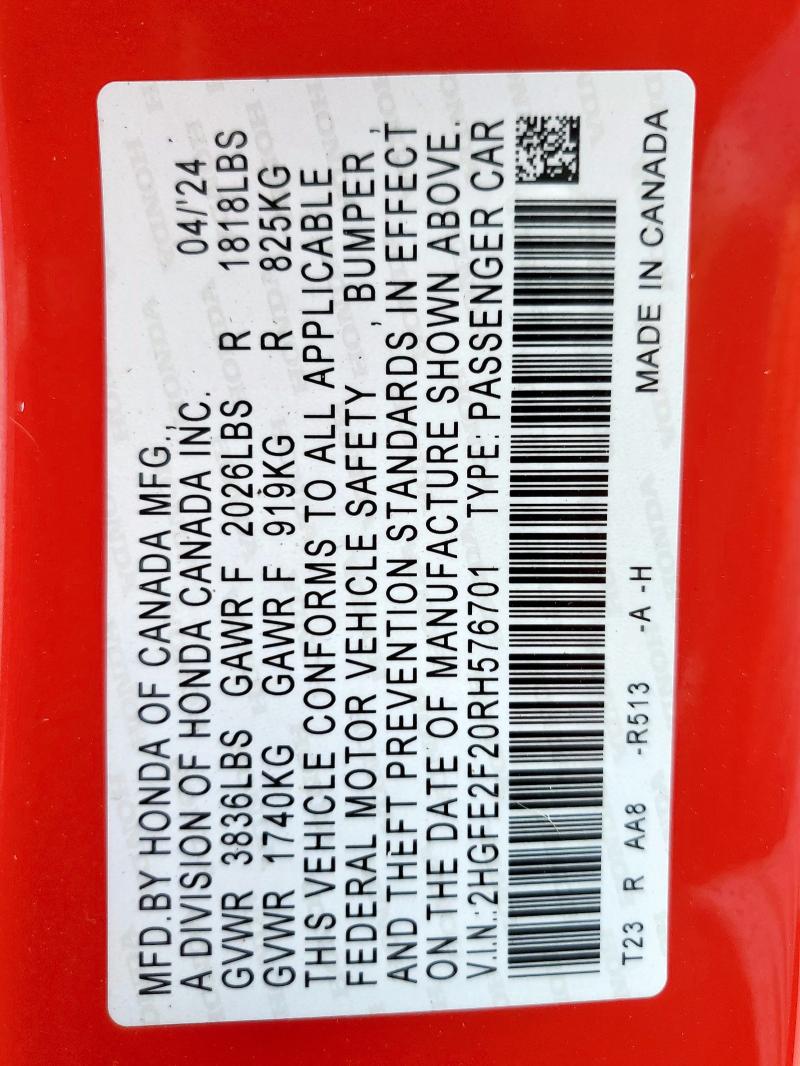 MFD.BY HONDA OF CANADA MFG., 04/'24
A DIVISION OF HONDA CANADA INC.
GVWR 3836LBS GAWR F 2026LBS R 1818LBS
GVWR 1740KG GAWR F 919KG R 825KG
THIS VEHICLE CONFORMS TO ALL APPLICABLE
FEDERAL MOTOR VEHICLE SAFETY , BUMPER ,
AND THEFT PREVENTION STANDARDS IN EFFECT
ON THE DATE OF MANUFACTURE SHOWN ABOVE.
V.I.N.:2HGFE2F20RH576701 TYPE: PASSENGER CAR
T23 R AA8 -R513 -A -H MADE IN CANADA